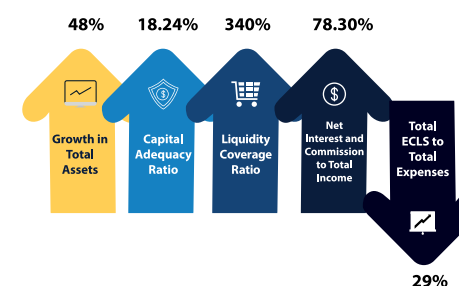 48%
18.24%
340%
78.30%
Growth in
Total
Assets
Capital
Adequacy
Ratio
Liquidity
Coverage
Ratio
Net
Interest and
Commission
to Total
Income
Total
ECLS to
Total
Expenses
29%